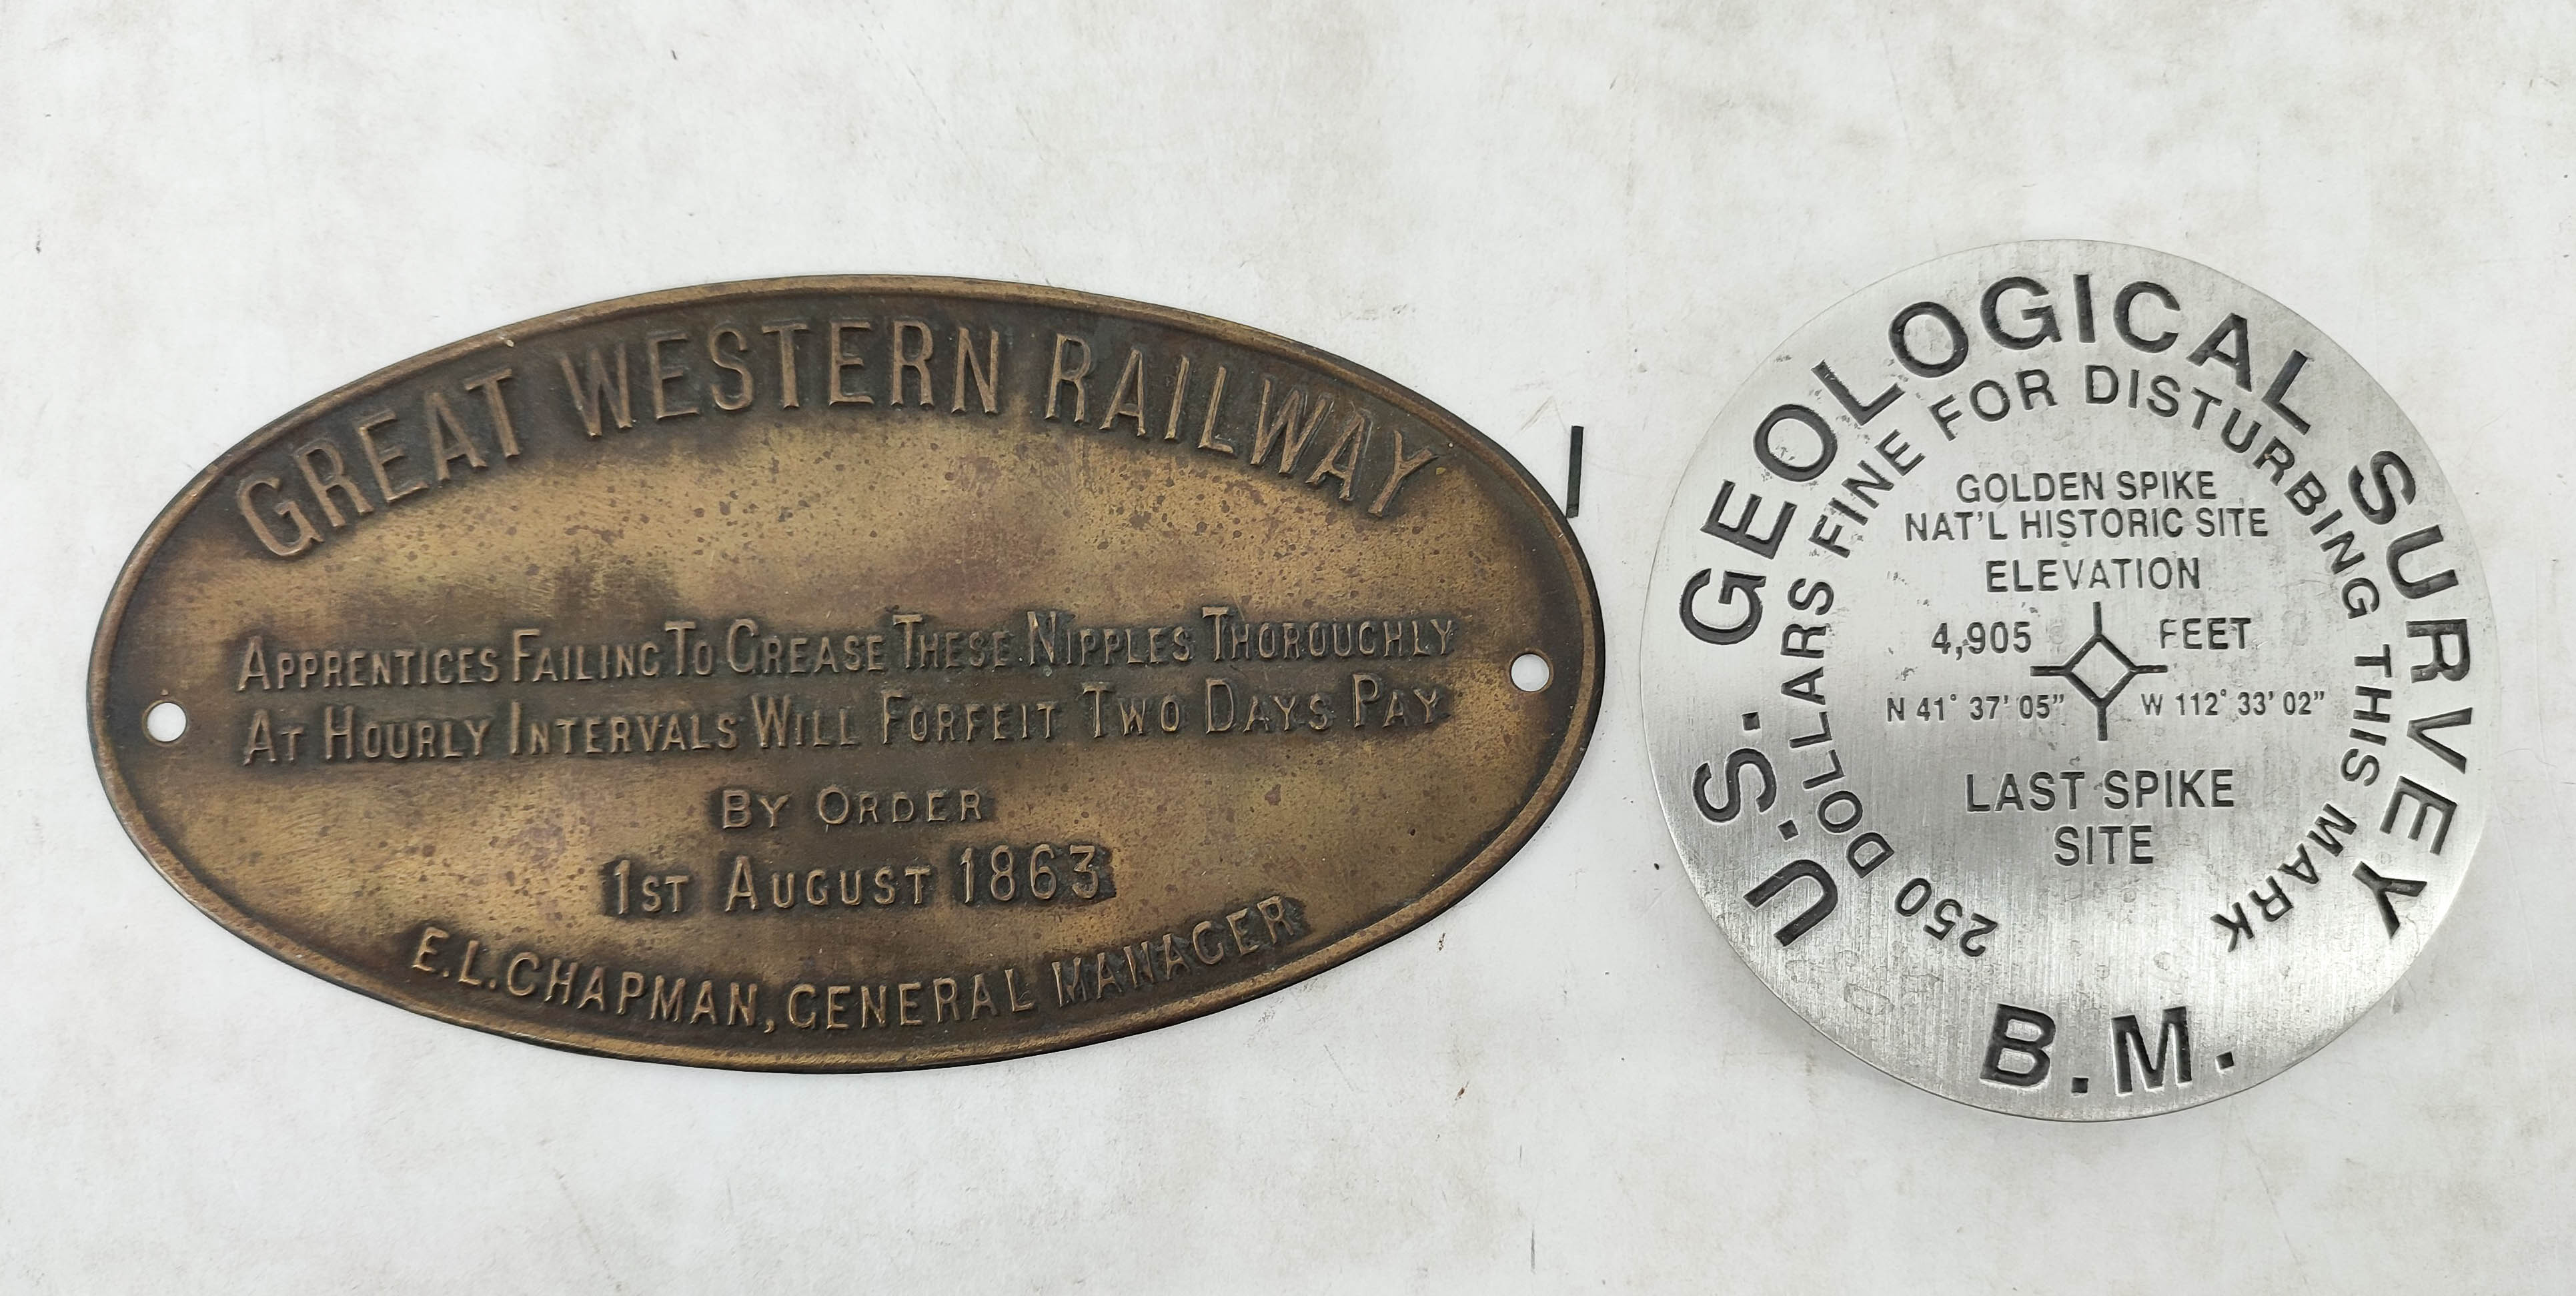 GREAT WESTERN RAILWAY
APPRENTICES FAILING TO GREASE THESE NIPPLES THOROUGHLY
AT HOURLY INTERVALS WILL FORFEIT TWO DAYS PAY
BY ORDER
1ST AUGUST 1863
E.L.CHAPMAN, GENERAL MANAGER
U.S. GEOLOGICAL SURVEY
250 DOLLARS FINE FOR DISTURBING THIS MARK
GOLDEN SPIKE
NAT'L HISTORIC SITE
ELEVATION
4,905 FEET
N 41° 37' 05" W 112° 33' 02"
LAST SPIKE
SITE
B.M.